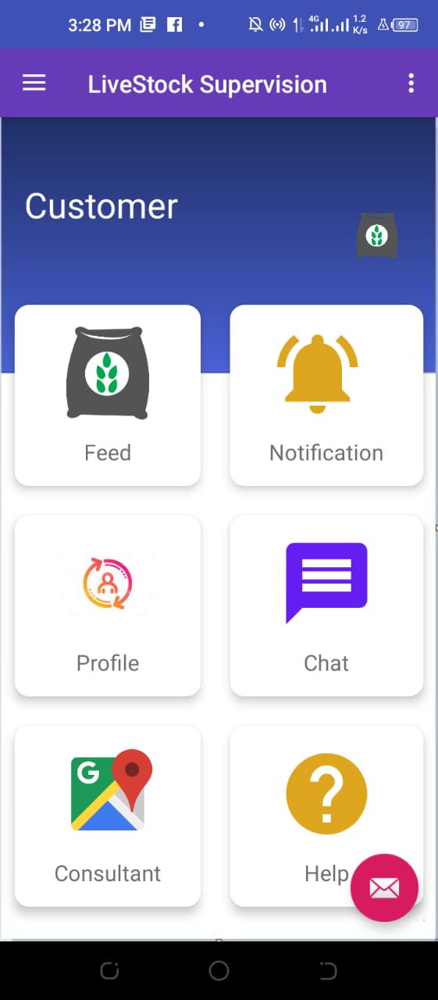 3:28 PM
4G
1.2
K/s
97
LiveStock Supervision
Customer
Feed
Notification
Profile
Chat
G
Consultant
Help